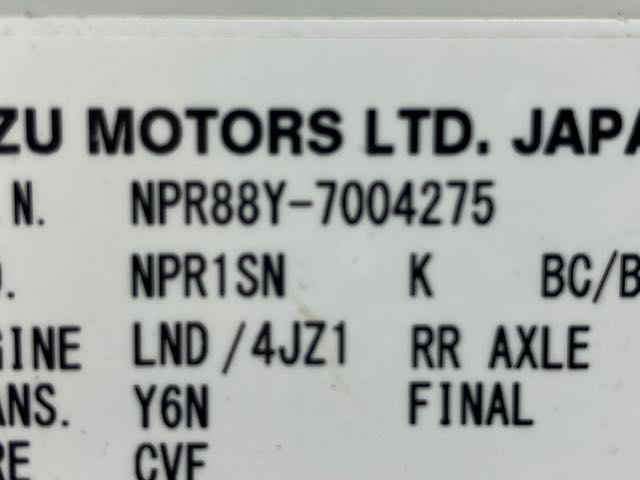 ZU MOTORS LTD. JAPA
N. NPR88Y-7004275
. NPR1SN K BC/B
GINE LND/4JZ1 RR AXLE
ANS. Y6N FINAL
RE CVF